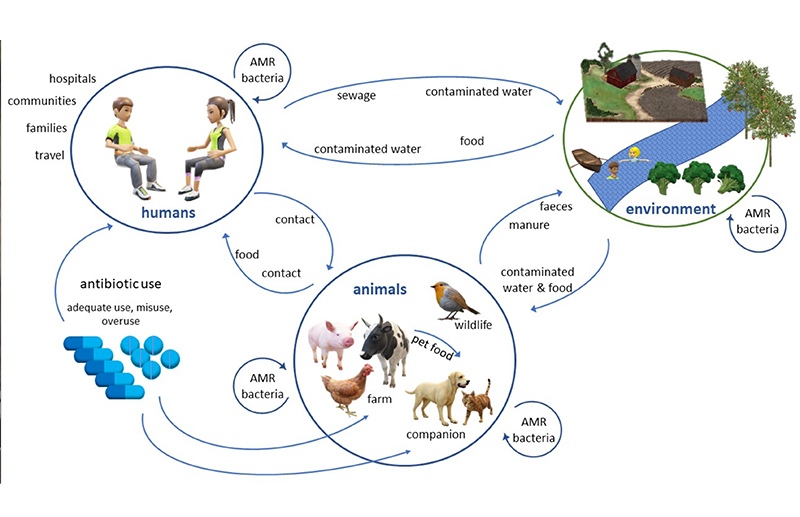 AMR
bacteria
hospitals
communities
families
travel
humans
sewage
contaminated water
contaminated water
food
environment
AMR
bacteria
contact
food
contact
faeces
manure
contaminated
water & food
antibiotic use
adequate use, misuse,
overuse
animals
wildlife
pet food
farm
companion
AMR
bacteria
AMR
bacteria